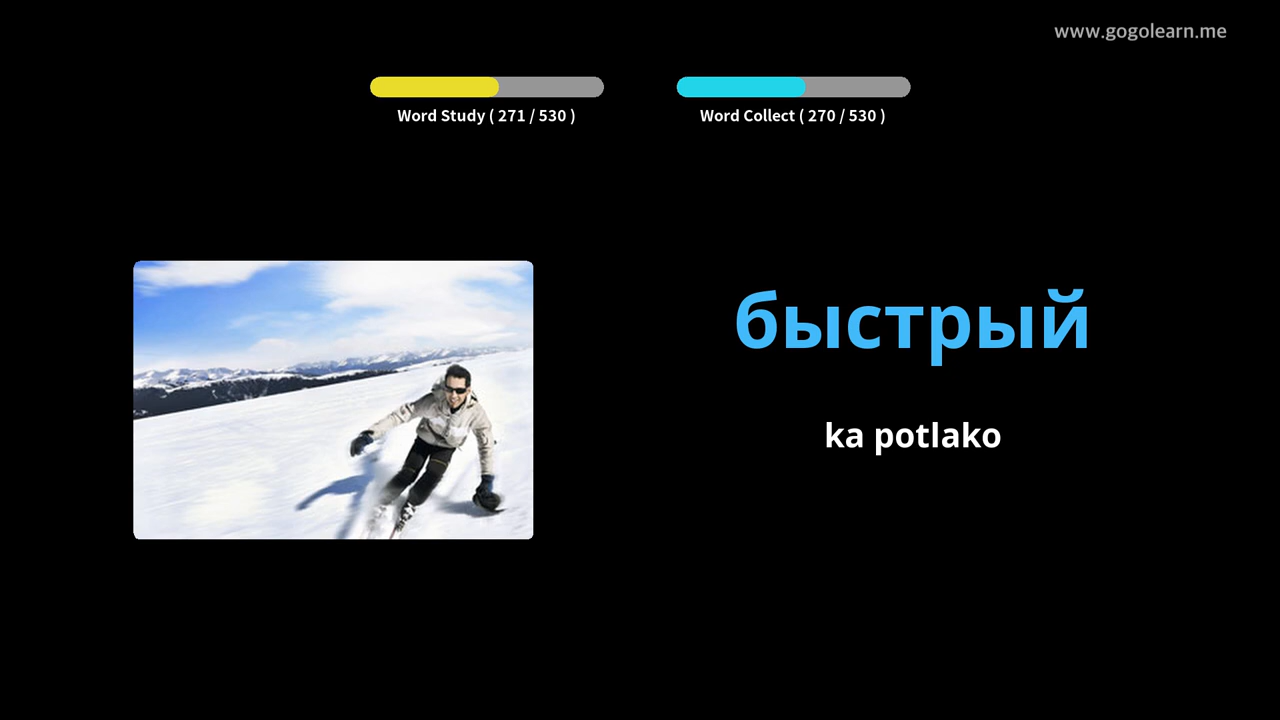 www.gogolearn.me
Word Study ( 271 / 530 )
Word Collect ( 270 / 530 )
быстрый
ka potlako